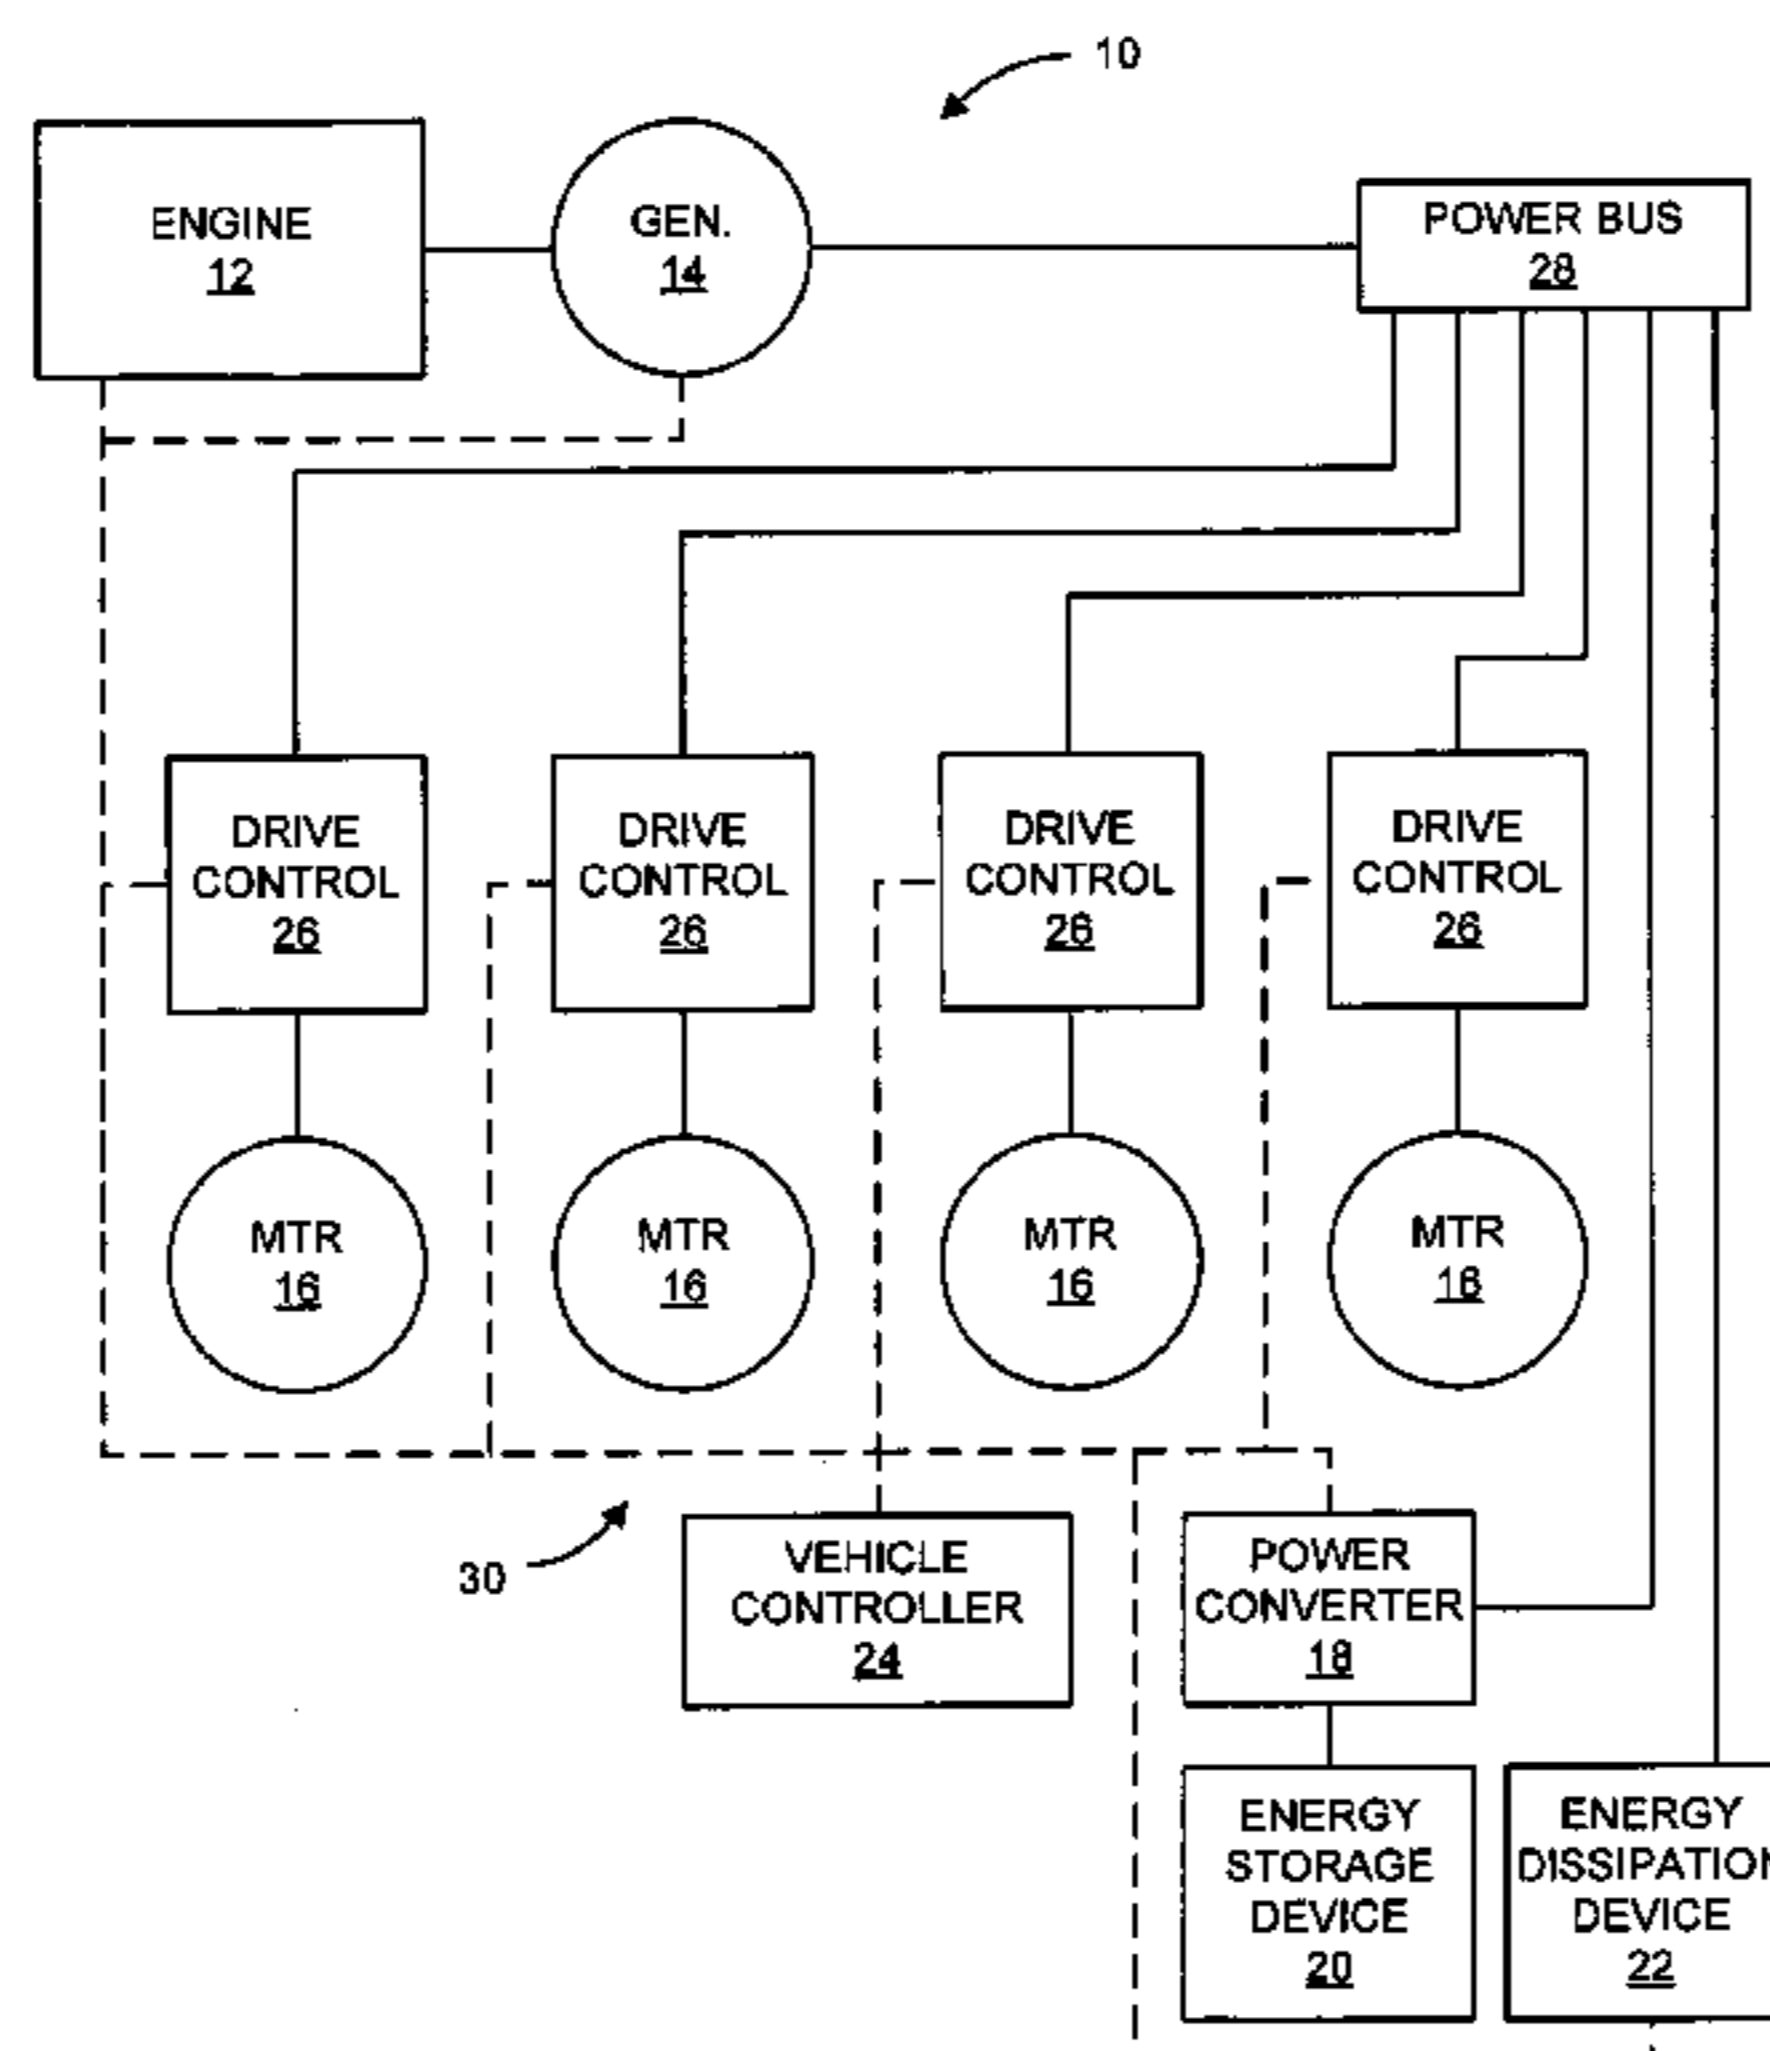 10
ENGINE
12
GEN.
14
POWER BUS
28
DRIVE
CONTROL
26
DRIVE
CONTROL
26
DRIVE
CONTROL
26
DRIVE
CONTROL
26
MTR
16
MTR
16
MTR
16
MTR
16
30
VEHICLE
CONTROLLER
24
POWER
CONVERTER
18
ENERGY
STORAGE
DEVICE
20
ENERGY
DISSIPATION
DEVICE
22